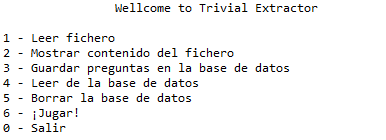 Wellcome to Trivial Extractor
1 - Leer fichero
2 - Mostrar contenido del fichero
3 - Guardar preguntas en la base de datos
4 - Leer de la base de datos
5 - Borrar la base de datos
6 - ¡Jugar!
0 - Salir